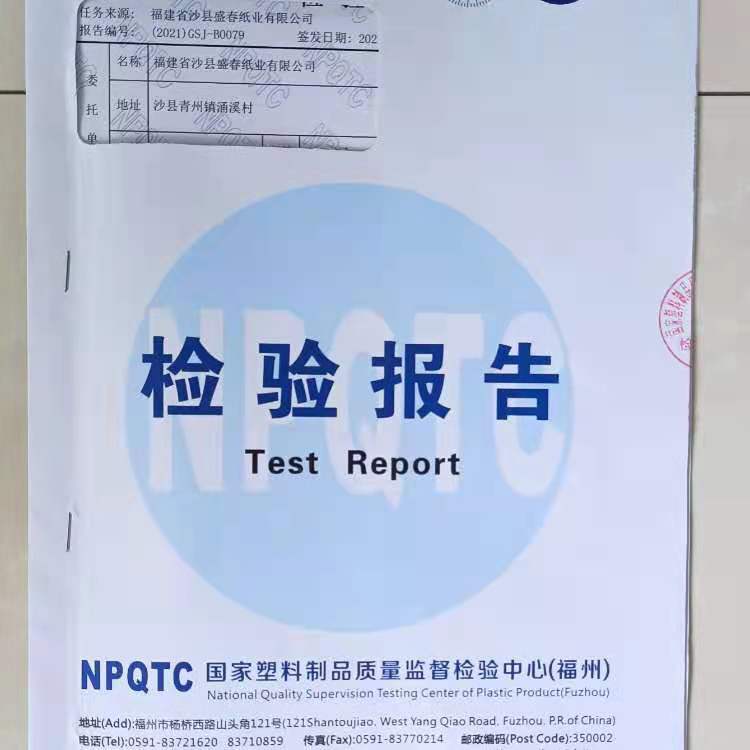 任务来源: 福建省沙县盛春纸业有限公司
报告编号: (2021)GSJ-B0079 签发日期: 202
委托单
名称 福建省沙县盛春纸业有限公司
地址 沙县青州镇涌溪村
NPQTC
检验报告
Test Report
NPQTC 国家塑料制品质量监督检验中心(福州)
National Quality Supervision Testing Center of Plastic Product(Fuzhou)
地址(Add):福州市杨桥西路山头角121号(121Shantoujiao, West Yang Qiao Road, Fuzhou, P.R.of China)
电话(Tel):0591-83721620 83710859 传真(Fax):0591-83770214 邮政编码(Post Code):350002